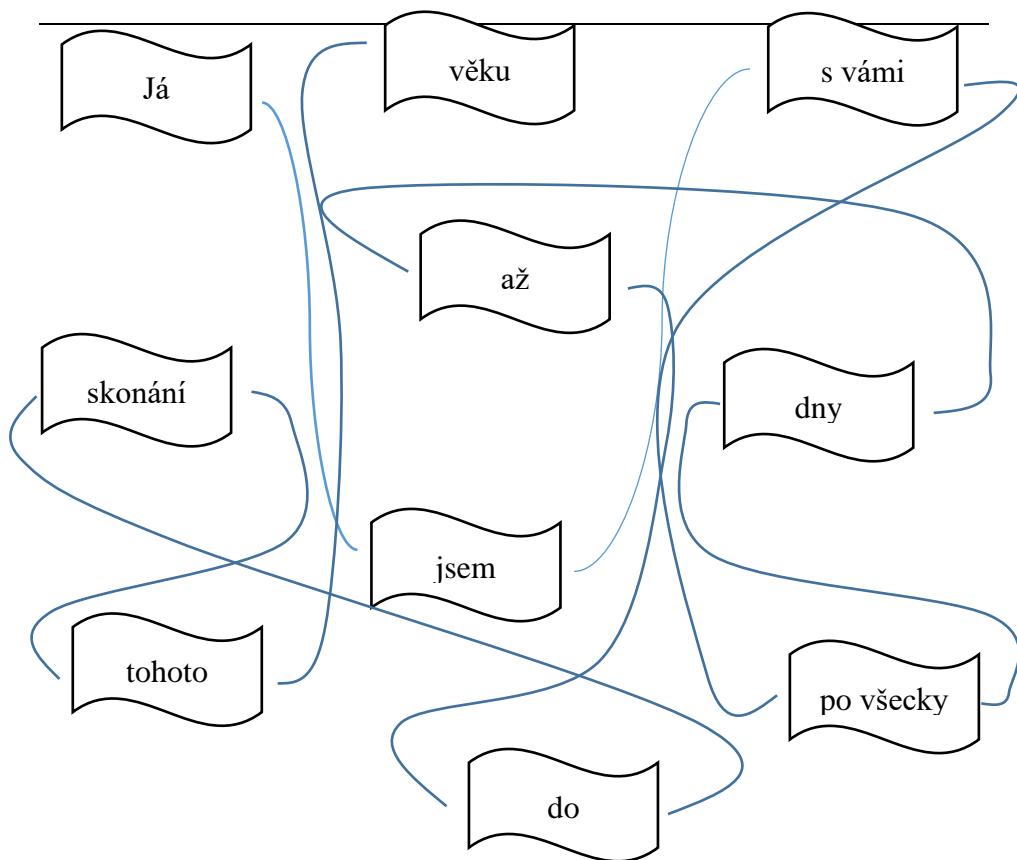 Já
věku
s vámi
až
skonání
dny
jsem
tohoto
po všecky
do